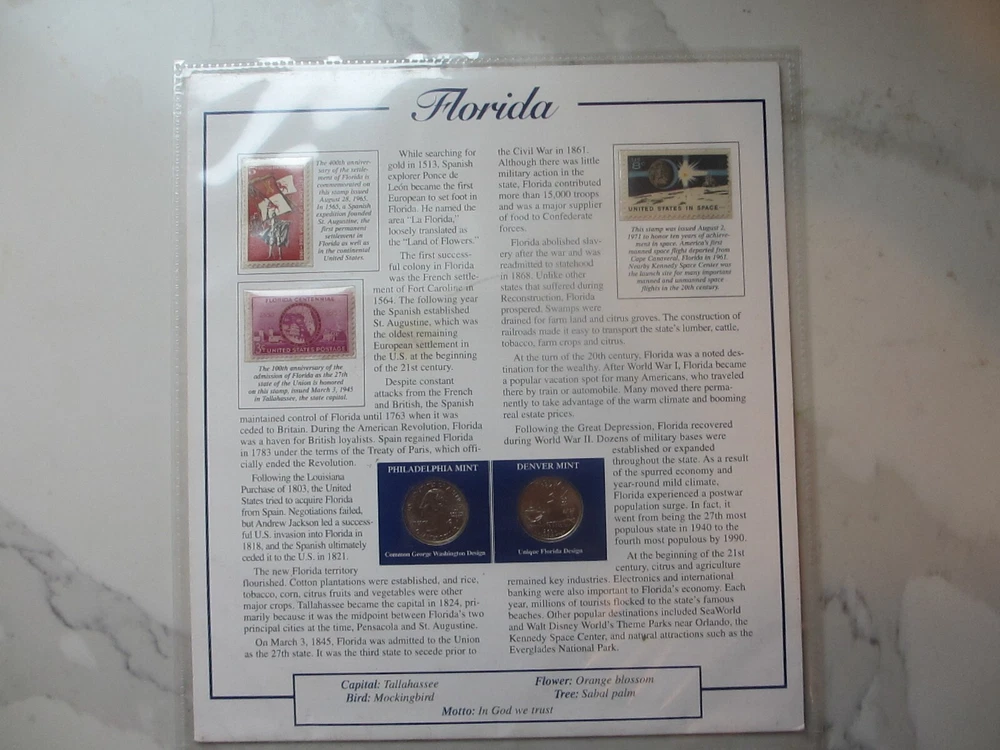 Florida
The 400th anniver-
sary of the settle-
ment of Florida is
commemorated on
this stamp issued
August 28, 1965.
In 1565, a Spanish
expedition founded
St. Augustine, the
first permanent
settlement in
Florida as well as
in the continental
United States.
FLORIDA CENTENNIAL
3¢ UNITED STATES POSTAGE
The 100th anniversary of the
admission of Florida as the 27th
state of the Union is honored
on this stamp, issued March 3, 1945
in Tallahassee, the state capital.
While searching for
gold in 1513, Spanish
explorer Ponce de
León became the first
European to set foot in
Florida. He named the
area "La Florida,"
loosely translated as
the "Land of Flowers."
The first success-
ful colony in Florida
was the French settle-
ment of Fort Caroline in
1564. The following year
the Spanish established
St. Augustine, which was
the oldest remaining
European settlement in
the U.S. at the beginning
of the 21st century.
Despite constant
attacks from the French
and British, the Spanish
maintained control of Florida until 1763 when it was
ceded to Britain. During the American Revolution, Florida
was a haven for British loyalists. Spain regained Florida
in 1783 under the terms of the Treaty of Paris, which offi-
cially ended the Revolution.
Following the Louisiana
Purchase of 1803, the United
States tried to acquire Florida
from Spain. Negotiations failed,
but Andrew Jackson led a success-
ful U.S. invasion into Florida in
1818, and the Spanish ultimately
ceded it to the U.S. in 1821.
The new Florida territory
flourished. Cotton plantations were established, and rice,
tobacco, corn, citrus fruits and vegetables were other
major crops. Tallahassee became the capital in 1824, pri-
marily because it was the midpoint between Florida's two
principal cities at the time, Pensacola and St. Augustine.
On March 3, 1845, Florida was admitted to the Union
as the 27th state. It was the third state to secede prior to
PHILADELPHIA MINT
Common George Washington Design
DENVER MINT
Unique Florida Design
the Civil War in 1861.
Although there was little
military action in the
state, Florida contributed
more than 15,000 troops
and was a major supplier
of food to Confederate
forces.
Florida abolished slav-
ery after the war and was
readmitted to statehood
in 1868. Unlike other
states that suffered during
Reconstruction, Florida
prospered. Swamps were
drained for farm land and citrus groves. The construction of
railroads made it easy to transport the state's lumber, cattle,
tobacco, farm crops and citrus.
At the turn of the 20th century, Florida was a noted des-
tination for the wealthy. After World War I, Florida became
a popular vacation spot for many Americans, who traveled
there by train or automobile. Many moved there perma-
nently to take advantage of the warm climate and booming
real estate prices.
Following the Great Depression, Florida recovered
during World War II. Dozens of military bases were
established or expanded
throughout the state. As a result
of the spurred economy and
year-round mild climate,
Florida experienced a postwar
population surge. In fact, it
went from being the 27th most
populous state in 1940 to the
fourth most populous by 1990.
At the beginning of the 21st
century, citrus and agriculture
remained key industries. Electronics and international
banking were also important to Florida's economy. Each
year, millions of tourists flocked to the state's famous
beaches. Other popular destinations included SeaWorld
and Walt Disney World's Theme Parks near Orlando, the
Kennedy Space Center, and natural attractions such as the
Everglades National Park.
8¢
UNITED STATES IN SPACE
This stamp was issued August 2,
1971 to honor ten years of achieve-
ment in space. America's first
manned space flight departed from
Cape Canaveral, Florida in 1961.
Nearby Kennedy Space Center was
the launch site for many important
manned and unmanned space
flights in the 20th century.
Capital: Tallahassee
Flower: Orange blossom
Bird: Mockingbird
Tree: Sabal palm
Motto: In God we trust